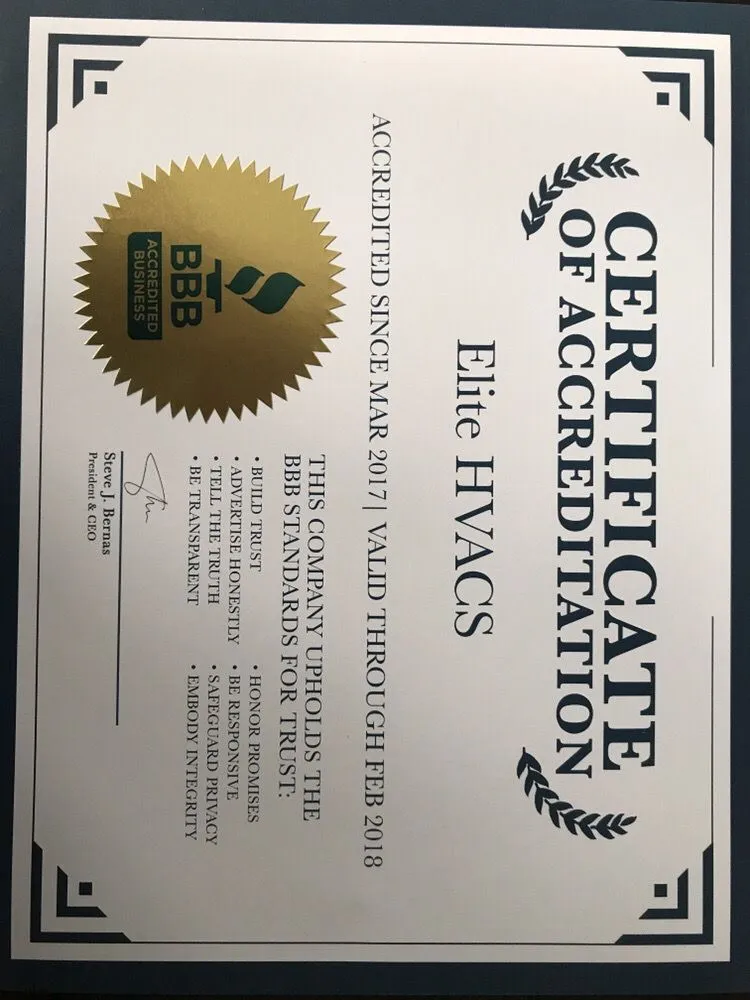 CERTIFICATE
OF ACCREDITATION
Elite HVACS
ACCREDITED SINCE MAR 2017 | VALID THROUGH FEB 2018
BBB
ACCREDITED
BUSINESS
THIS COMPANY UPHOLDS THE
BBB STANDARDS FOR TRUST:
• BUILD TRUST
• ADVERTISE HONESTLY
• TELL THE TRUTH
• BE TRANSPARENT
• HONOR PROMISES
• BE RESPONSIVE
• SAFEGUARD PRIVACY
• EMBODY INTEGRITY
Steve J. Bernas
President & CEO